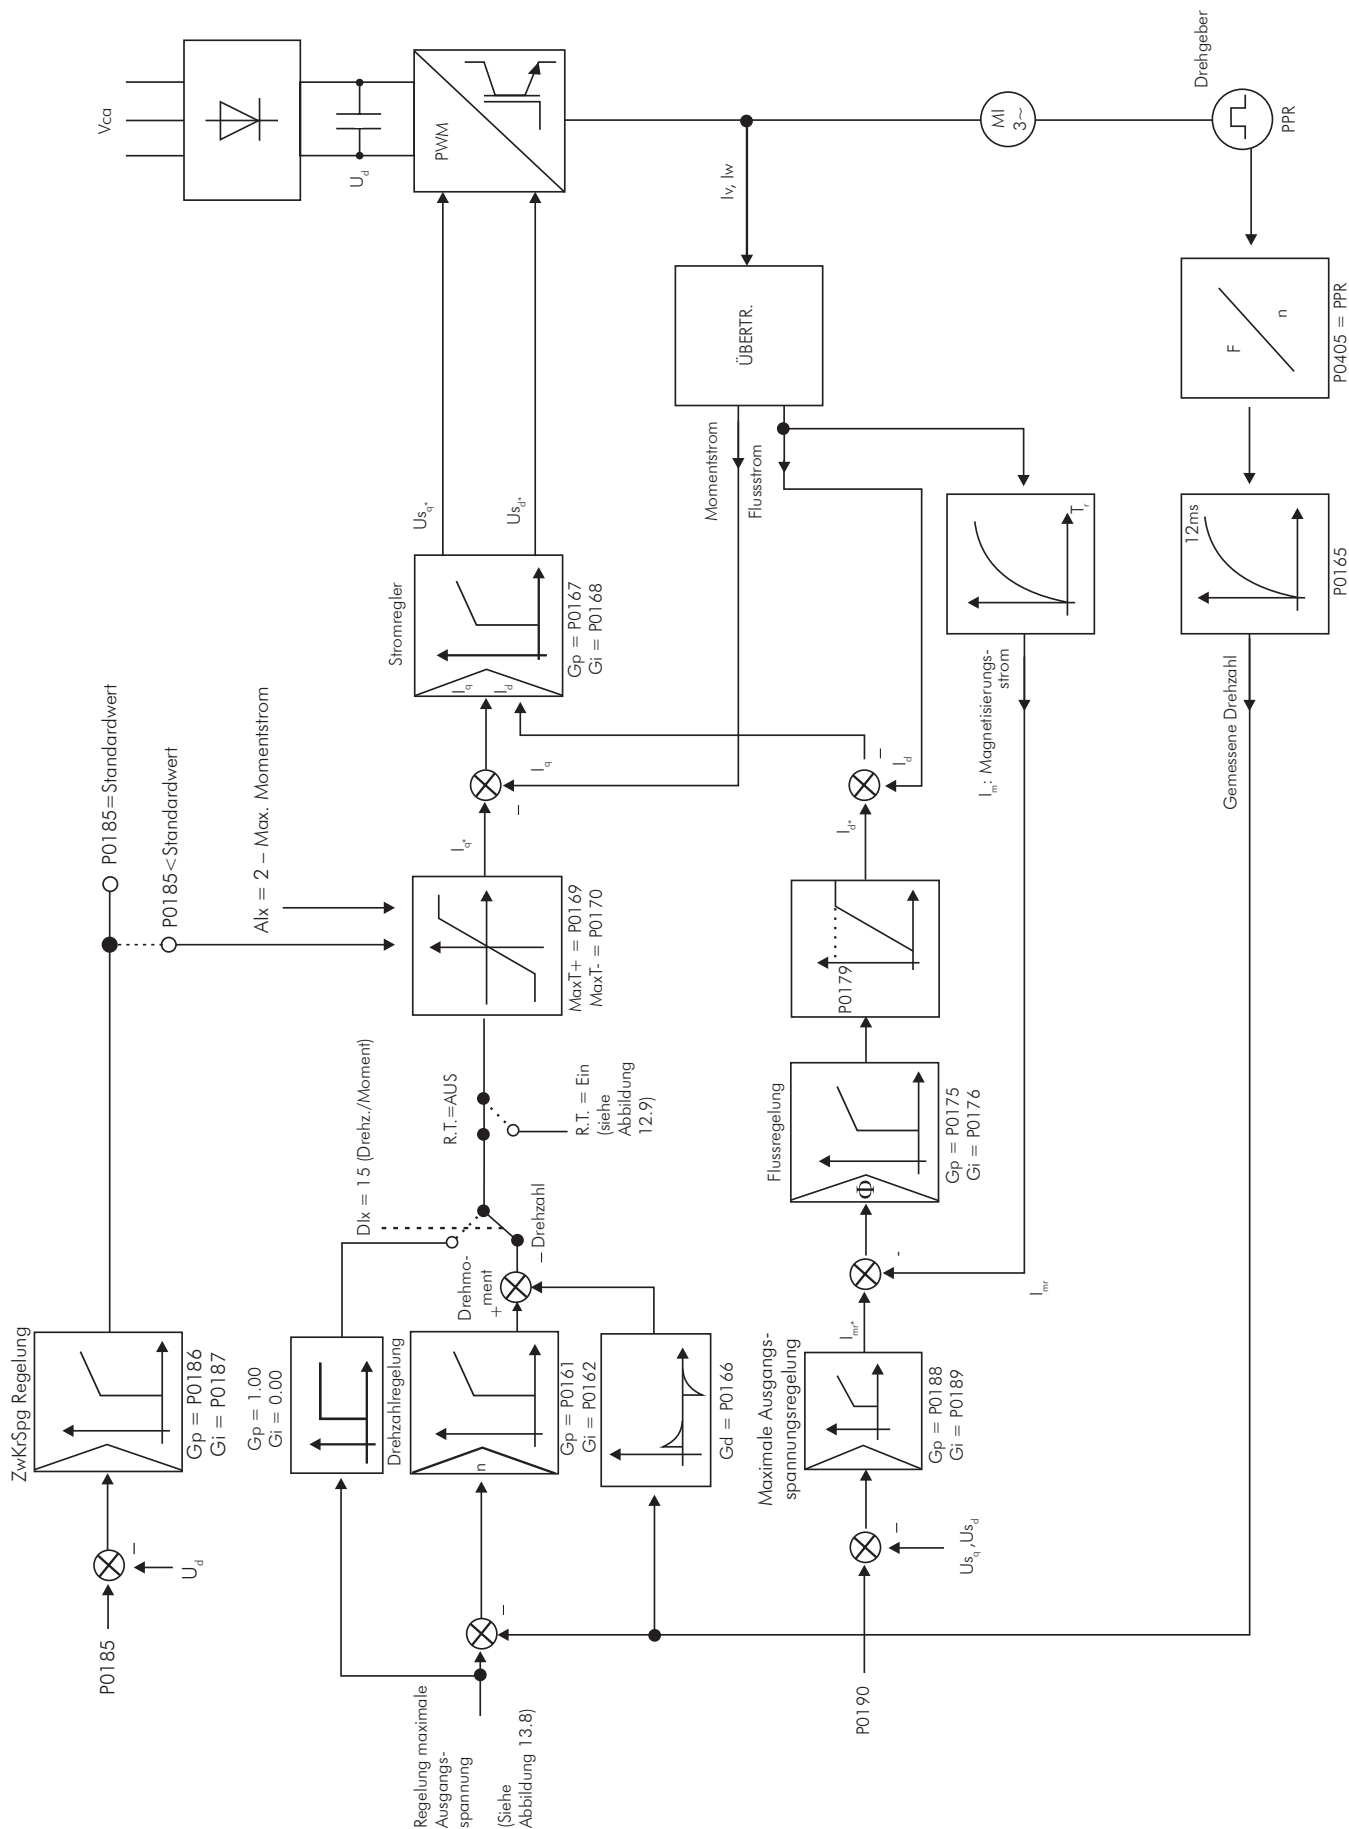 ZwKrSpg Regelung
P0185
U_d
–
Gp = P0186
Gi = P0187
P0185=Standardwert
P0185<Standardwert
AIx = 2 – Max. Momentstrom
Vca
U_d
PWM
Gp = 1.00
Gi = 0.00
DIx = 15 (Drehz./Moment)
Regelung maximale
Ausgangs-
spannung
(Siehe
Abbildung 13.8)
–
Drehzahlregelung
n
Gp = P0161
Gi = P0162
Gd = P0166
Drehmo-
ment
+
–
Drehzahl
R.T.=AUS
R.T. = Ein
(siehe
Abbildung
12.9)
MaxT+ = P0169
MaxT- = P0170
I_q*
–
I_q
Stromregler
I_q
I_d
Gp = P0167
Gi = P0168
Us_q*
Us_d*
Iv, Iw
ÜBERTR.
Momentstrom
Flussstrom
MI
3~
Drehgeber
PPR
P0190
Us_q, Us_d
–
Maximale Ausgangs-
spannungsregelung
Gp = P0188
Gi = P0189
I_mr*
-
I_mr
Flussregelung
Φ
Gp = P0175
Gi = P0176
P0179
I_d*
–
I_d
I_m: Magnetisierungs-
strom
T_r
Gemessene Drehzahl
12ms
P0165
F
n
P0405 = PPR